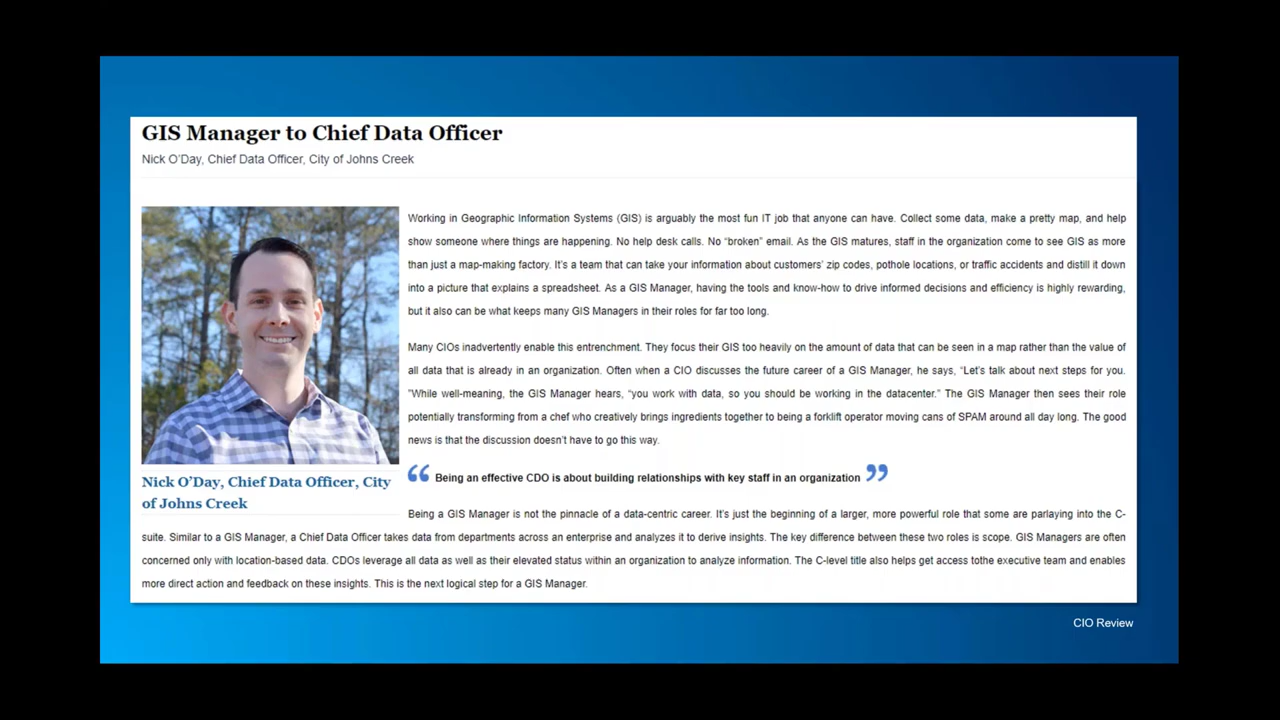 GIS Manager to Chief Data Officer
Nick O'Day, Chief Data Officer, City of Johns Creek
Working in Geographic Information Systems (GIS) is arguably the most fun IT job that anyone can have. Collect some data, make a pretty map, and help
show someone where things are happening. No help desk calls. No “broken” email. As the GIS matures, staff in the organization come to see GIS as more
than just a map-making factory. It’s a team that can take your information about customers’ zip codes, pothole locations, or traffic accidents and distill it down
into a picture that explains a spreadsheet. As a GIS Manager, having the tools and know-how to drive informed decisions and efficiency is highly rewarding,
but it also can be what keeps many GIS Managers in their roles for far too long.
Many CIOs inadvertently enable this entrenchment. They focus their GIS too heavily on the amount of data that can be seen in a map rather than the value of
all data that is already in an organization. Often when a CIO discusses the future career of a GIS Manager, he says, “Let’s talk about next steps for you.
”While well-meaning, the GIS Manager hears, “you work with data, so you should be working in the datacenter.” The GIS Manager then sees their role
potentially transforming from a chef who creatively brings ingredients together to being a forklift operator moving cans of SPAM around all day long. The good
news is that the discussion doesn’t have to go this way.
“ Being an effective CDO is about building relationships with key staff in an organization ”
Nick O’Day, Chief Data Officer, City
of Johns Creek
Being a GIS Manager is not the pinnacle of a data-centric career. It’s just the beginning of a larger, more powerful role that some are parlaying into the C-
suite. Similar to a GIS Manager, a Chief Data Officer takes data from departments across an enterprise and analyzes it to derive insights. The key difference between these two roles is scope. GIS Managers are often
concerned only with location-based data. CDOs leverage all data as well as their elevated status within an organization to analyze information. The C-level title also helps get access tothe executive team and enables
more direct action and feedback on these insights. This is the next logical step for a GIS Manager.
CIO Review